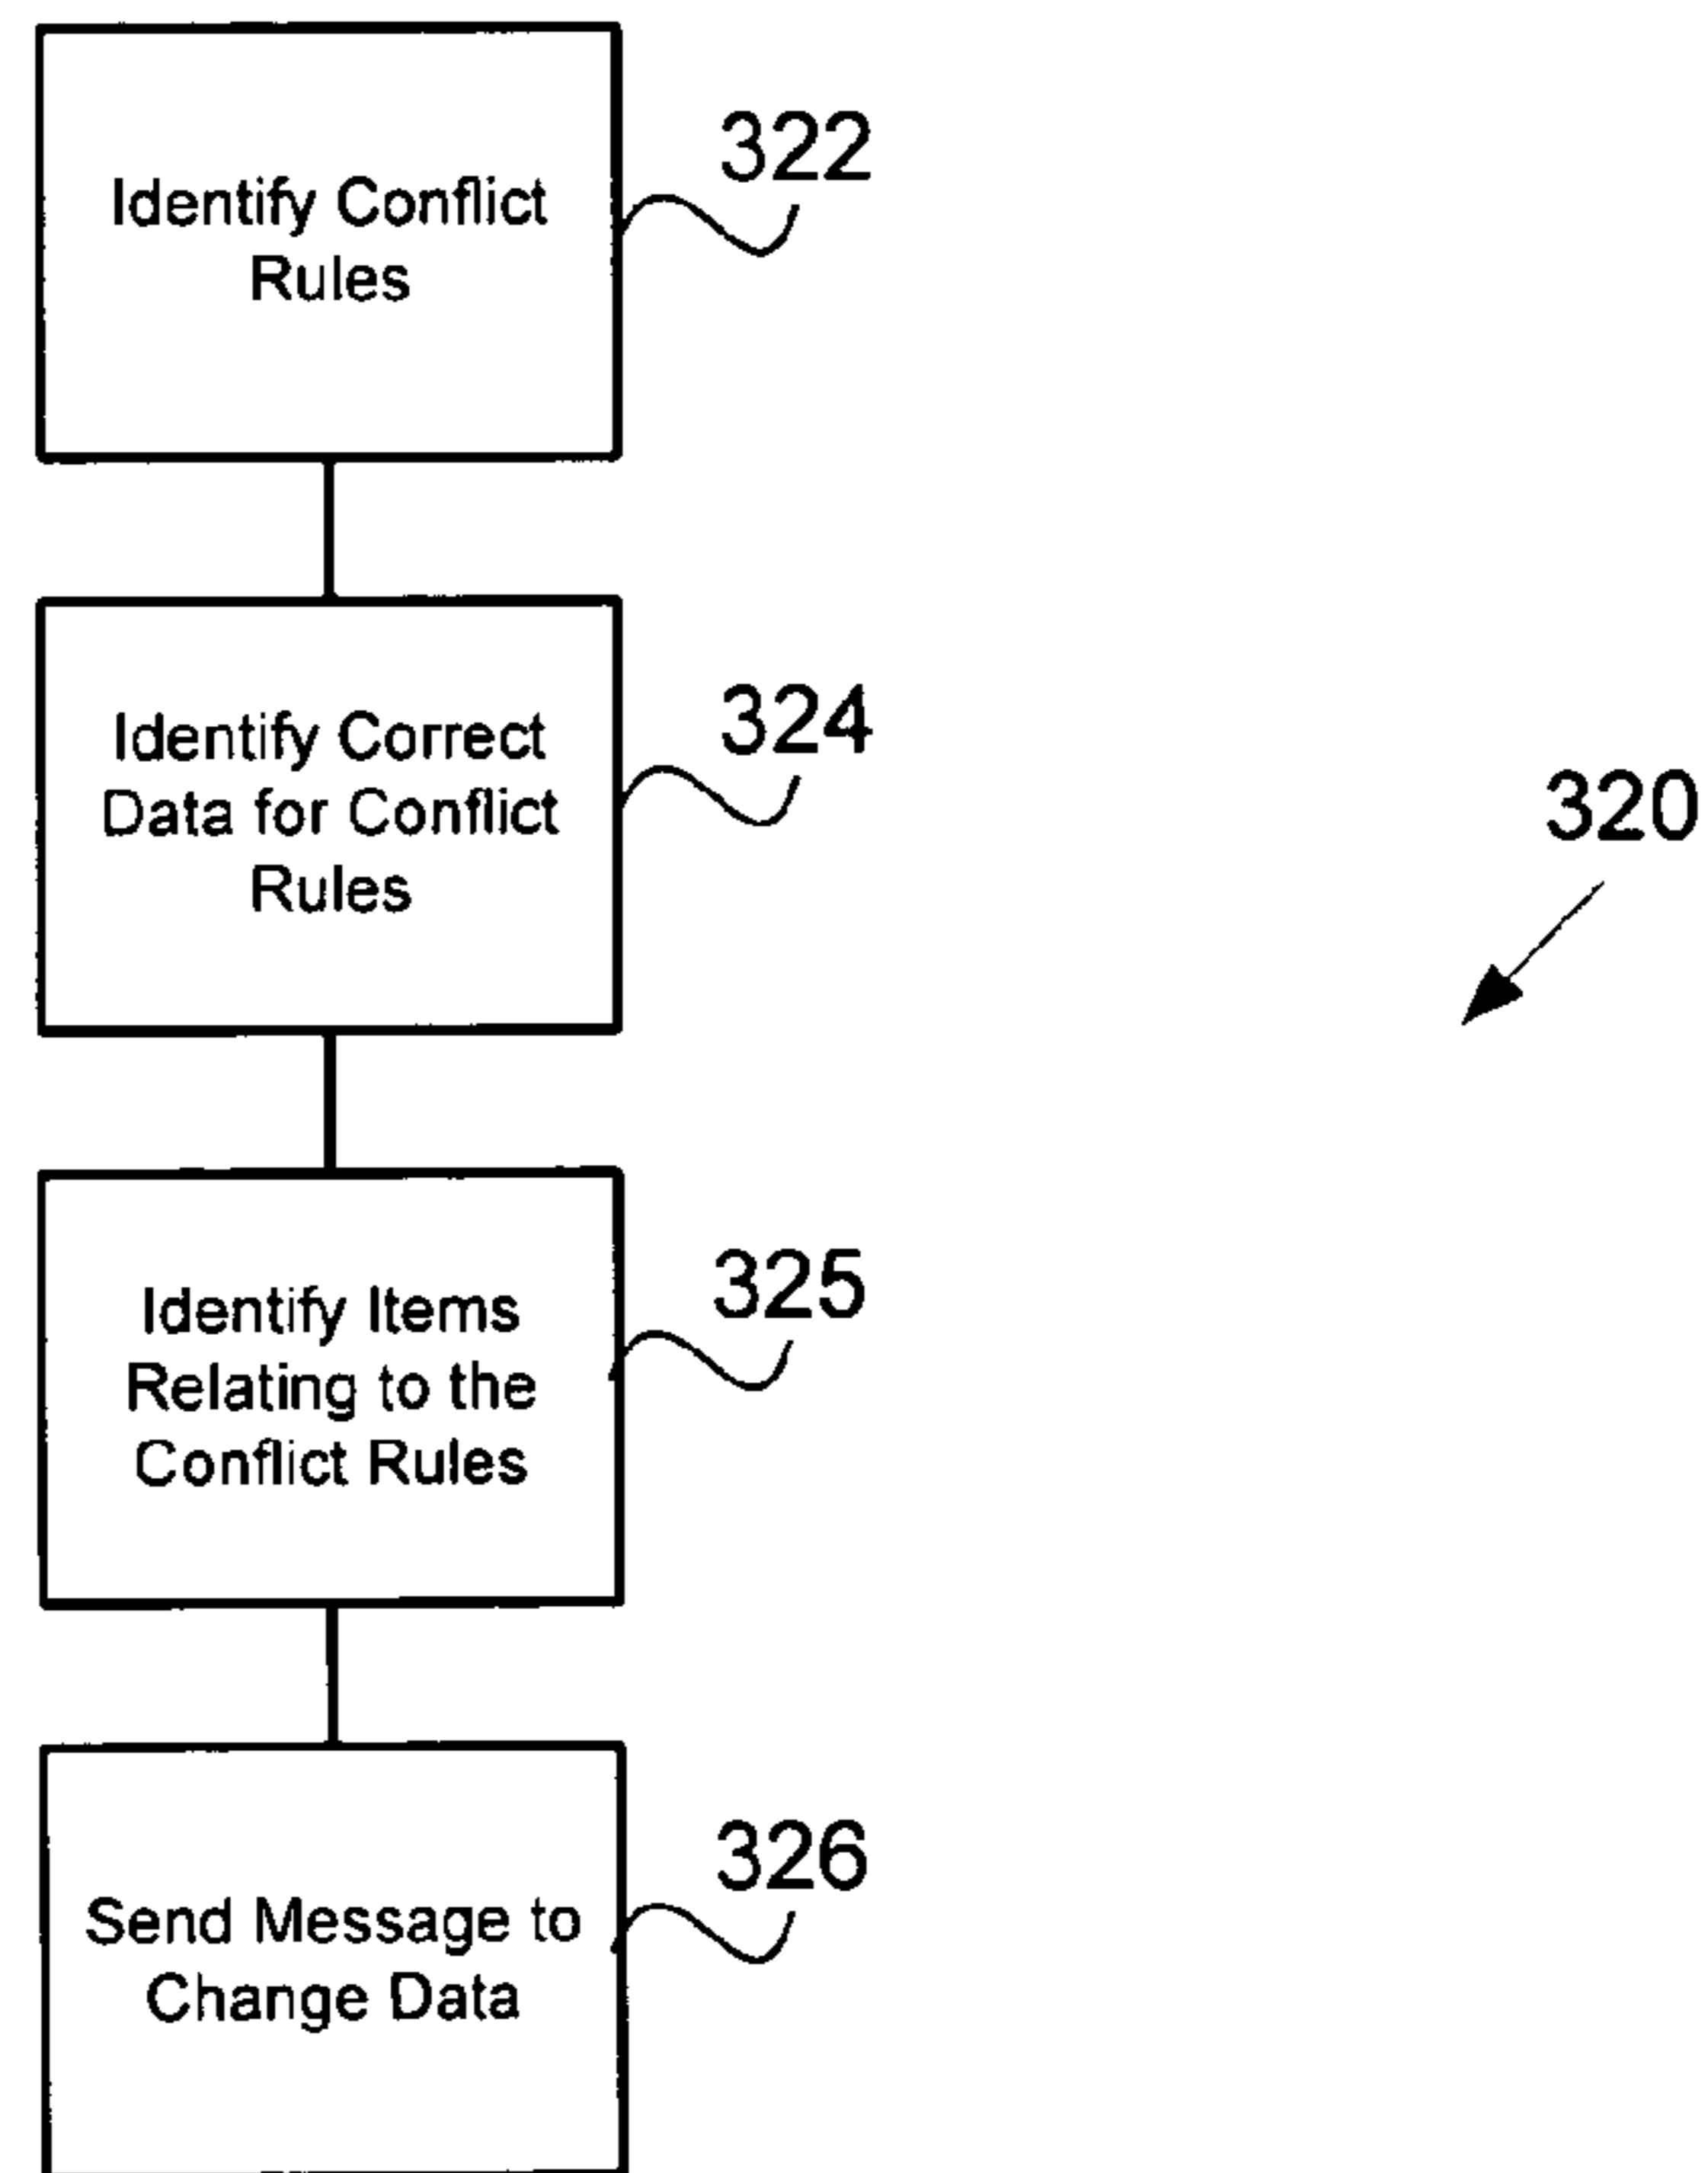 Identify Conflict
Rules
322
Identify Correct
Data for Conflict
Rules
324
320
Identify Items
Relating to the
Conflict Rules
325
Send Message to
Change Data
326